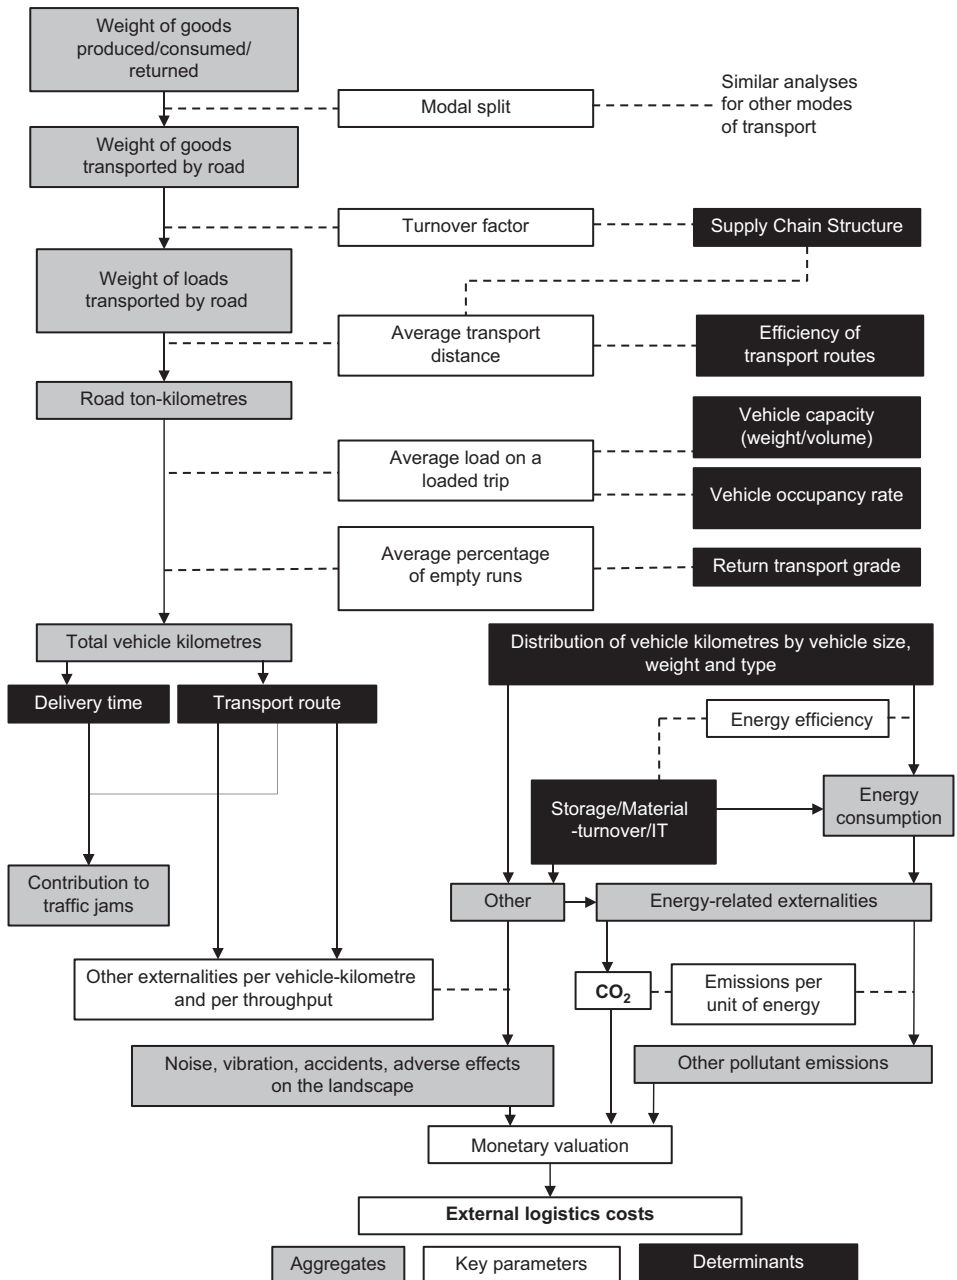 Weight of goods
produced/consumed/
returned
Modal split
Similar analyses
for other modes
of transport
Weight of goods
transported by road
Turnover factor
Supply Chain Structure
Weight of loads
transported by road
Average transport
distance
Efficiency of
transport routes
Road ton-kilometres
Vehicle capacity
(weight/volume)
Average load on a
loaded trip
Vehicle occupancy rate
Average percentage
of empty runs
Return transport grade
Total vehicle kilometres
Distribution of vehicle kilometres by vehicle size,
weight and type
Delivery time
Transport route
Energy efficiency
Storage/Material
-turnover/IT
Energy
consumption
Contribution to
traffic jams
Other
Energy-related externalities
Other externalities per vehicle-kilometre
and per throughput
CO2
Emissions per
unit of energy
Noise, vibration, accidents, adverse effects
on the landscape
Other pollutant emissions
Monetary valuation
External logistics costs
Aggregates
Key parameters
Determinants